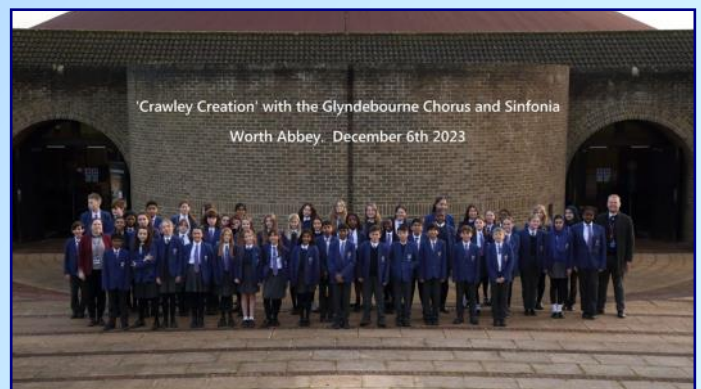 'Crawley Creation' with the Glyndebourne Chorus and Sinfonia
Worth Abbey. December 6th 2023